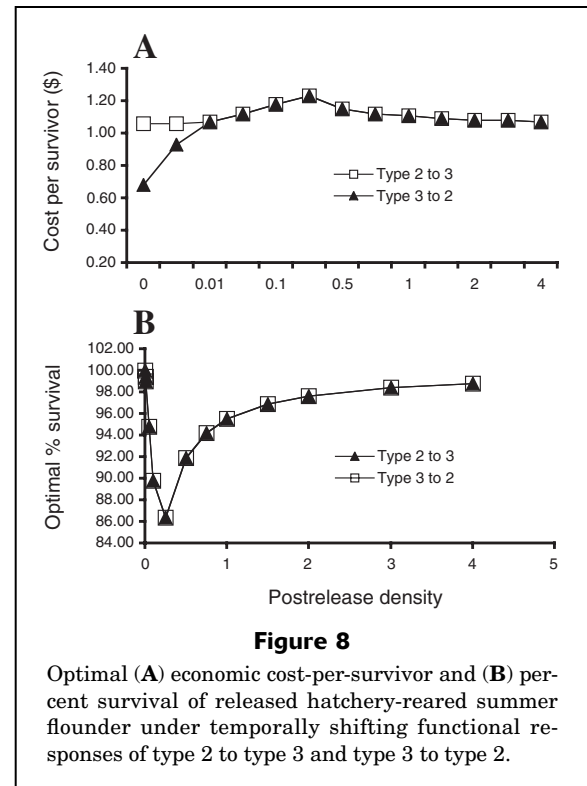 A
Cost per survivor ($)
1.40
1.20
1.00
0.80
0.60
0.40
0.20
Type 2 to 3
Type 3 to 2
0 0.01 0.1 0.5 1 2 4
B
Optimal % survival
102.00
100.00
98.00
96.00
94.00
92.00
90.00
88.00
86.00
84.00
Type 2 to 3
Type 3 to 2
0 1 2 3 4 5
Postrelease density
Figure 8
Optimal (A) economic cost-per-survivor and (B) per-
cent survival of released hatchery-reared summer
flounder under temporally shifting functional re-
sponses of type 2 to type 3 and type 3 to type 2.